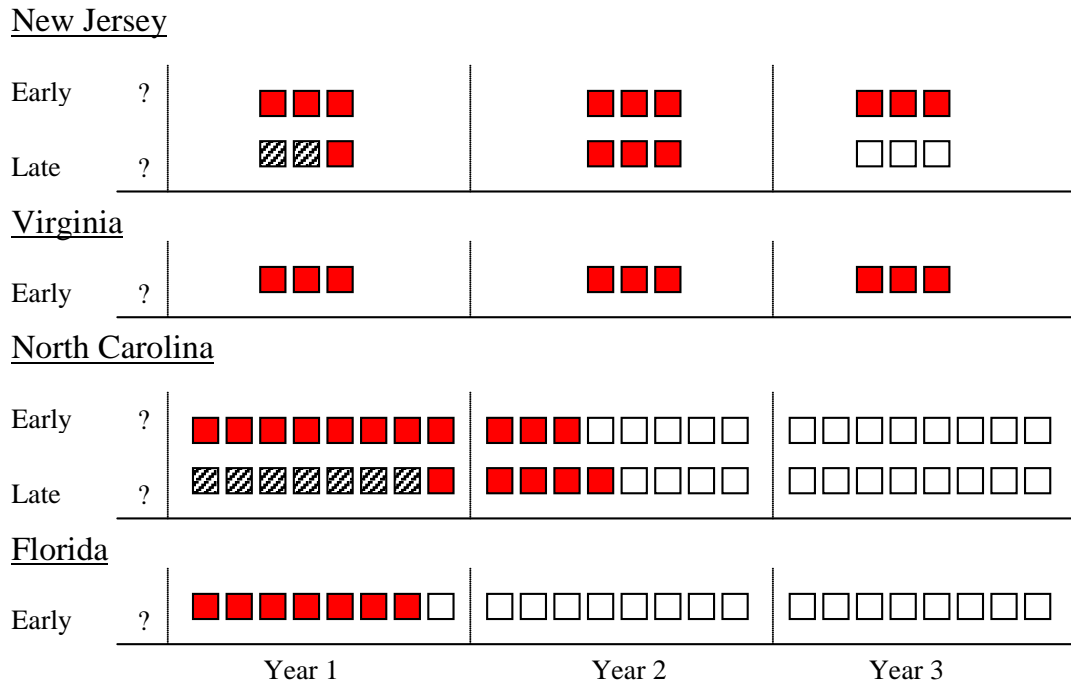 New Jersey
Early ?
Late ?
Virginia
Early ?
North Carolina
Early ?
Late ?
Florida
Early ?
Year 1 Year 2 Year 3